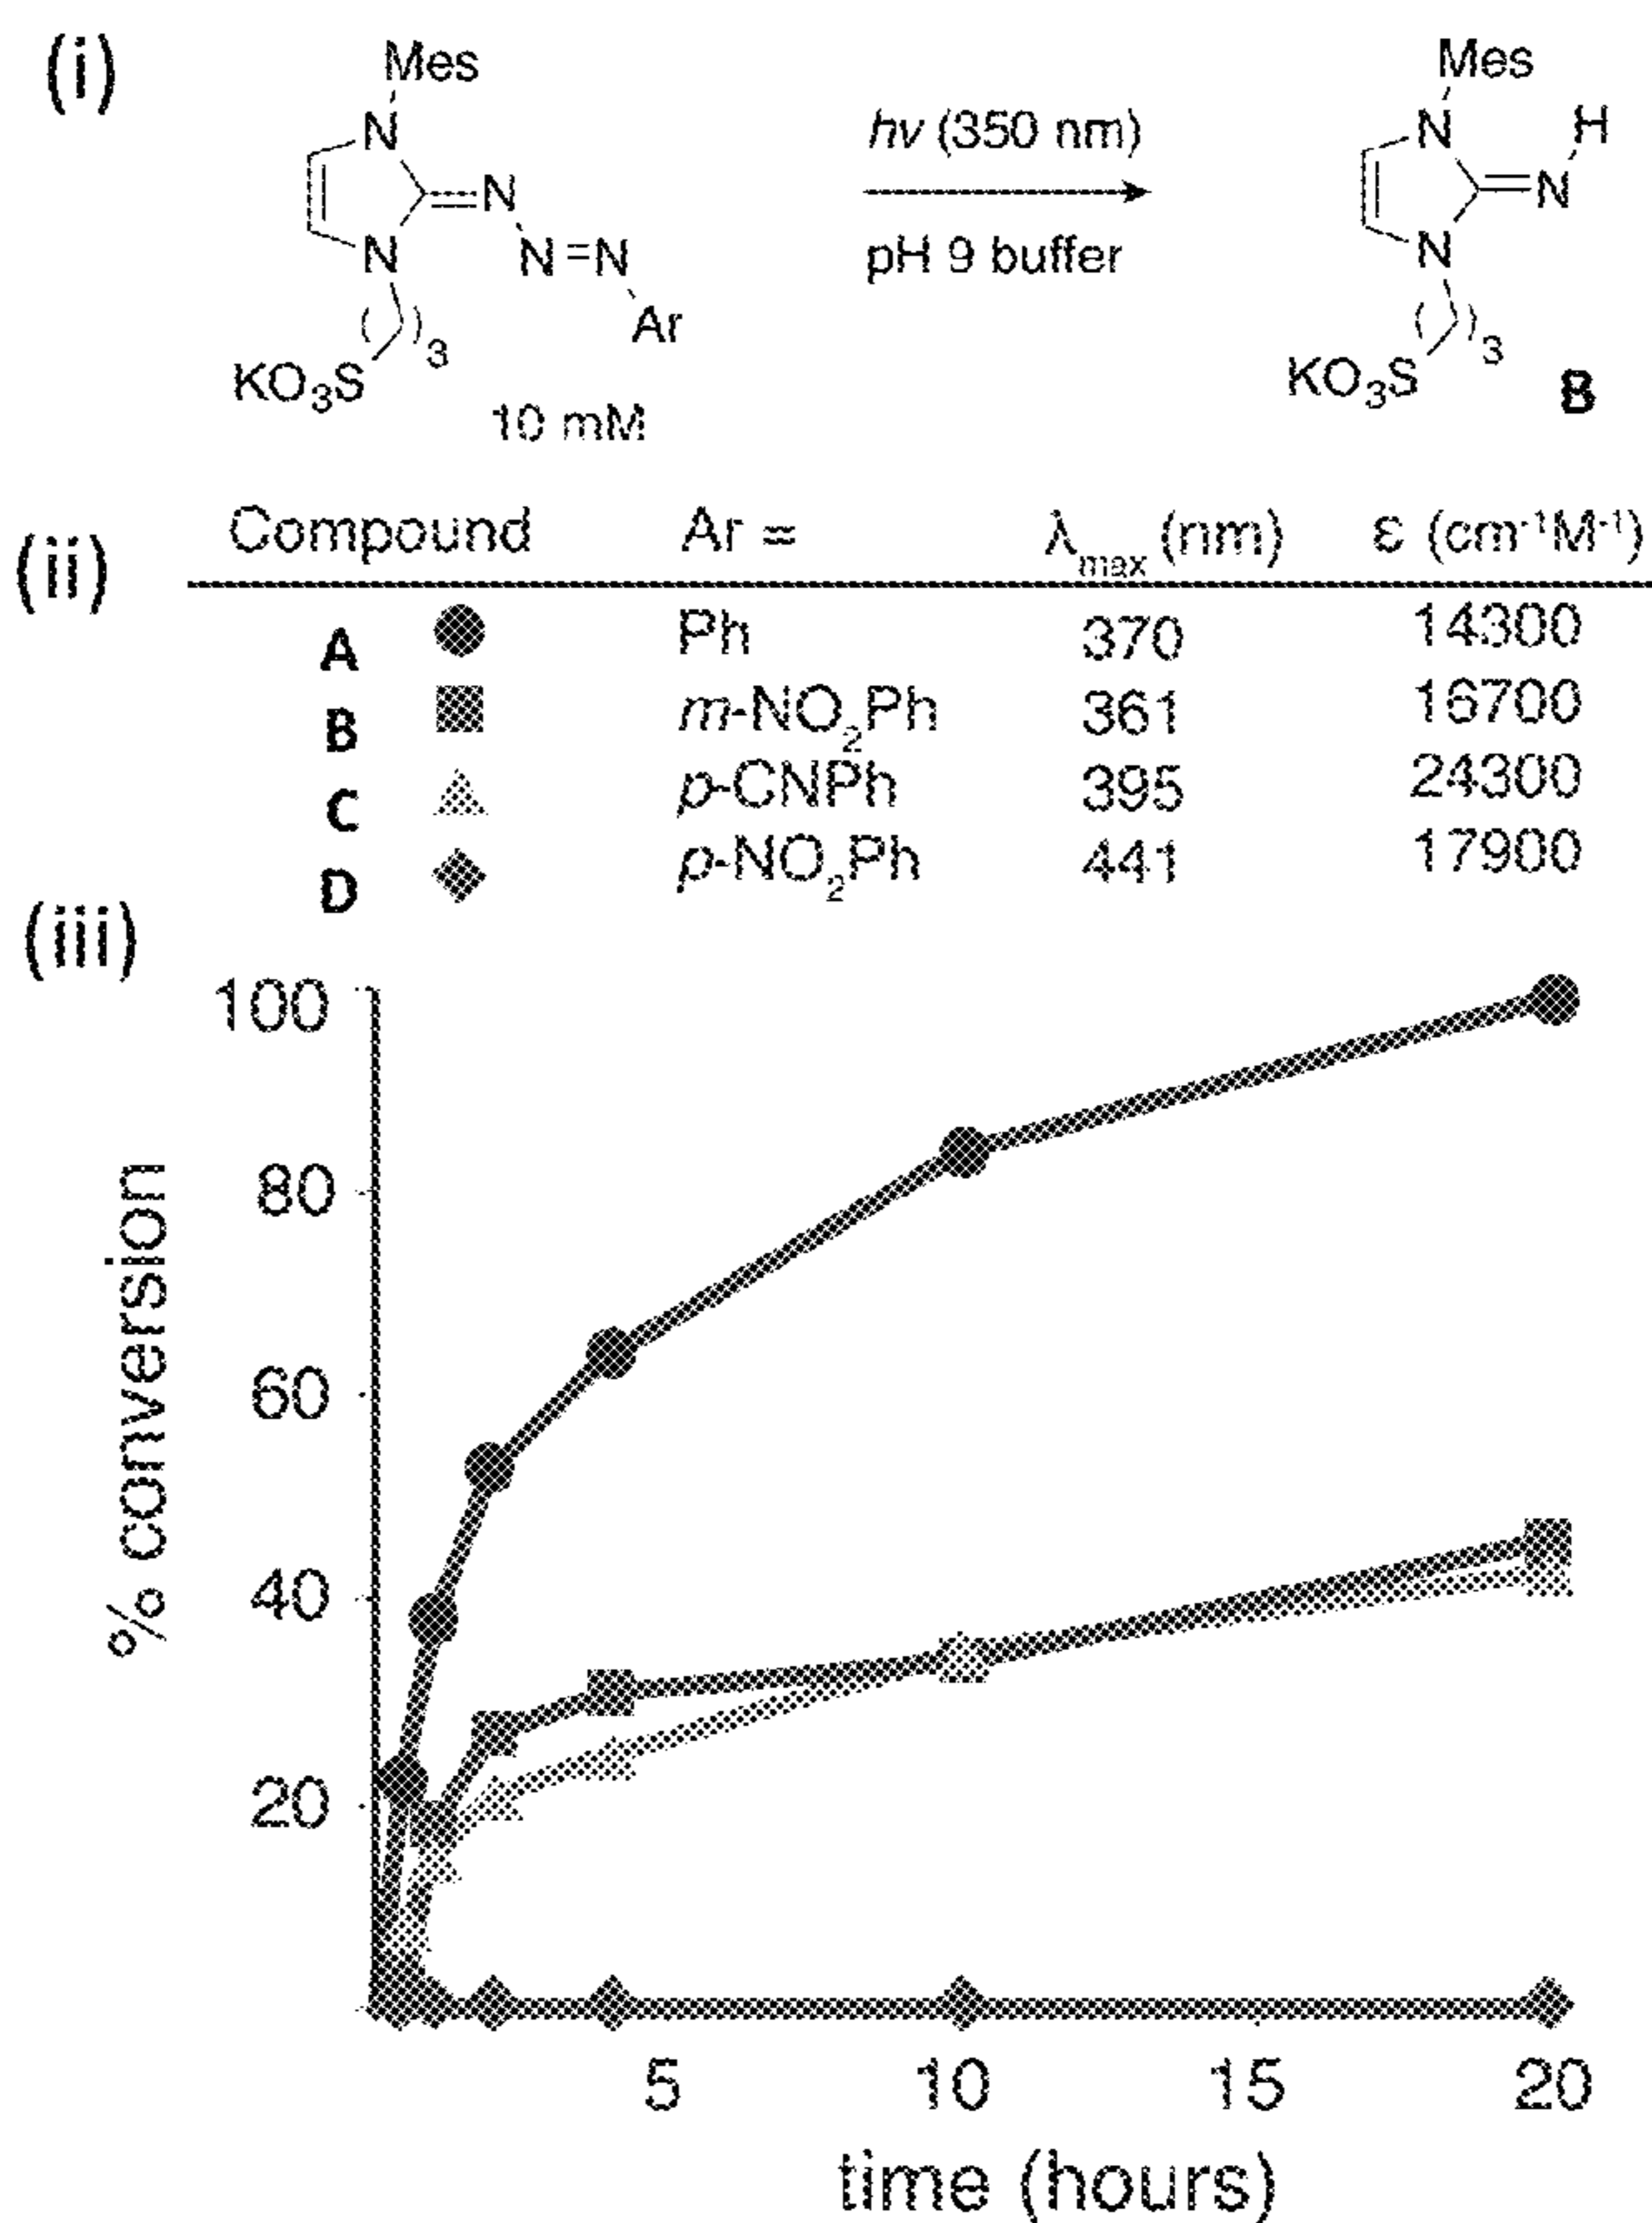 (i)
Mes
N
N
N
N=N
Ar
( )3
KO3S
10 mM
hν (350 nm)
pH 9 buffer
Mes
N
H
N
N
( )3
KO3S
B
(ii)
Compound Ar = λmax (nm) ε (cm-1M-1)
A Ph 370 14300
B m-NO2Ph 361 16700
C p-CNPh 395 24300
D p-NO2Ph 441 17900
(iii)
100
80
60
40
20
% conversion
5 10 15 20
time (hours)